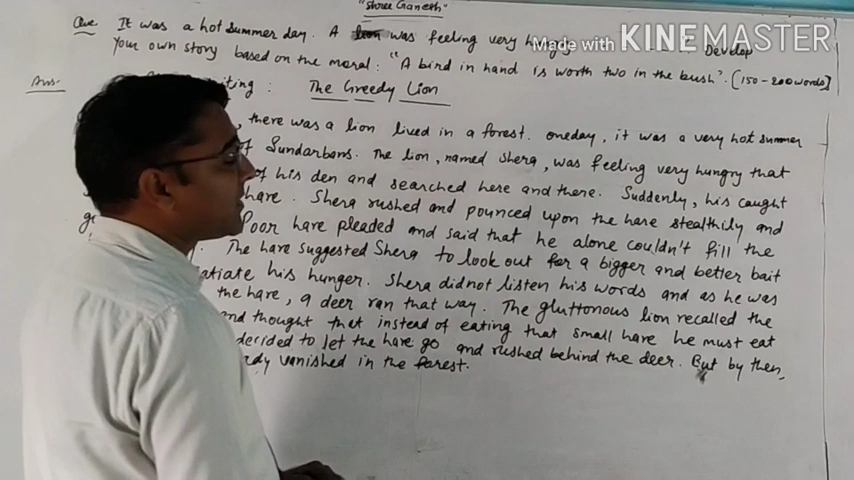 "Shree Ganesh"
Que It was a hot summer day. A lion was feeling very
Made with KINEMASTER
Develop
Your own story based on the moral: "A bird in hand is worth two in the bush". [150-200 words]
Ans- iting : The Greedy Lion
, there was a lion lived in a forest. oneday, it was a very hot summer
of Sundarbans. The lion, named Shera, was feeling very hungry that
of his den and searched here and there. Suddenly, his caught
hare. Shera rushed and pounced upon the hare stealthily and
Poor hare pleaded and said that he alone couldn't fill the
. The hare suggested Shera to look out for a bigger and better bait
atiate his hunger. Shera didnot listen his words and as he was
the hare, a deer ran that way. The gluttonous lion recalled the
and thought that instead of eating that small hare he must eat
decided to let the hare go and rushed behind the deer. But by then,
ady vanished in the forest.